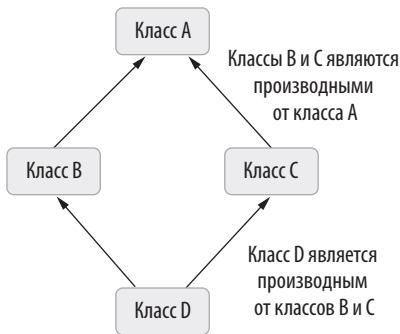 Класс A
Классы B и C являются
производными
от класса A
Класс B
Класс C
Класс D является
производным
от классов B и C
Класс D